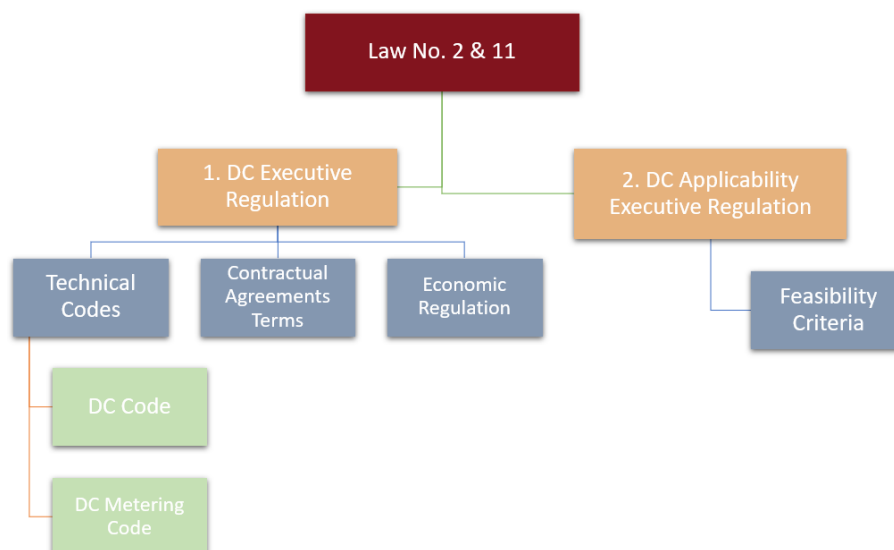 Law No. 2 & 11
1. DC Executive
Regulation
2. DC Applicability
Executive Regulation
Technical
Codes
Contractual
Agreements
Terms
Economic
Regulation
Feasibility
Criteria
DC Code
DC Metering
Code